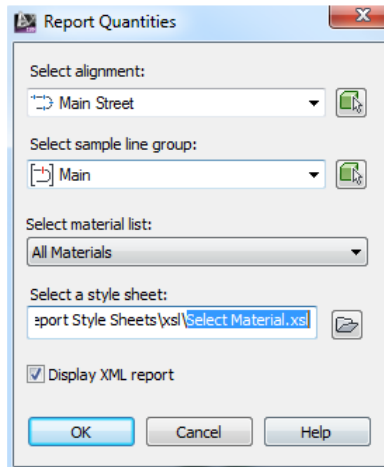 Report Quantities
Select alignment:
Main Street
Select sample line group:
Main
Select material list:
All Materials
Select a style sheet:
eport Style Sheets\xsl\Select Material.xsl
Display XML report
OK Cancel Help